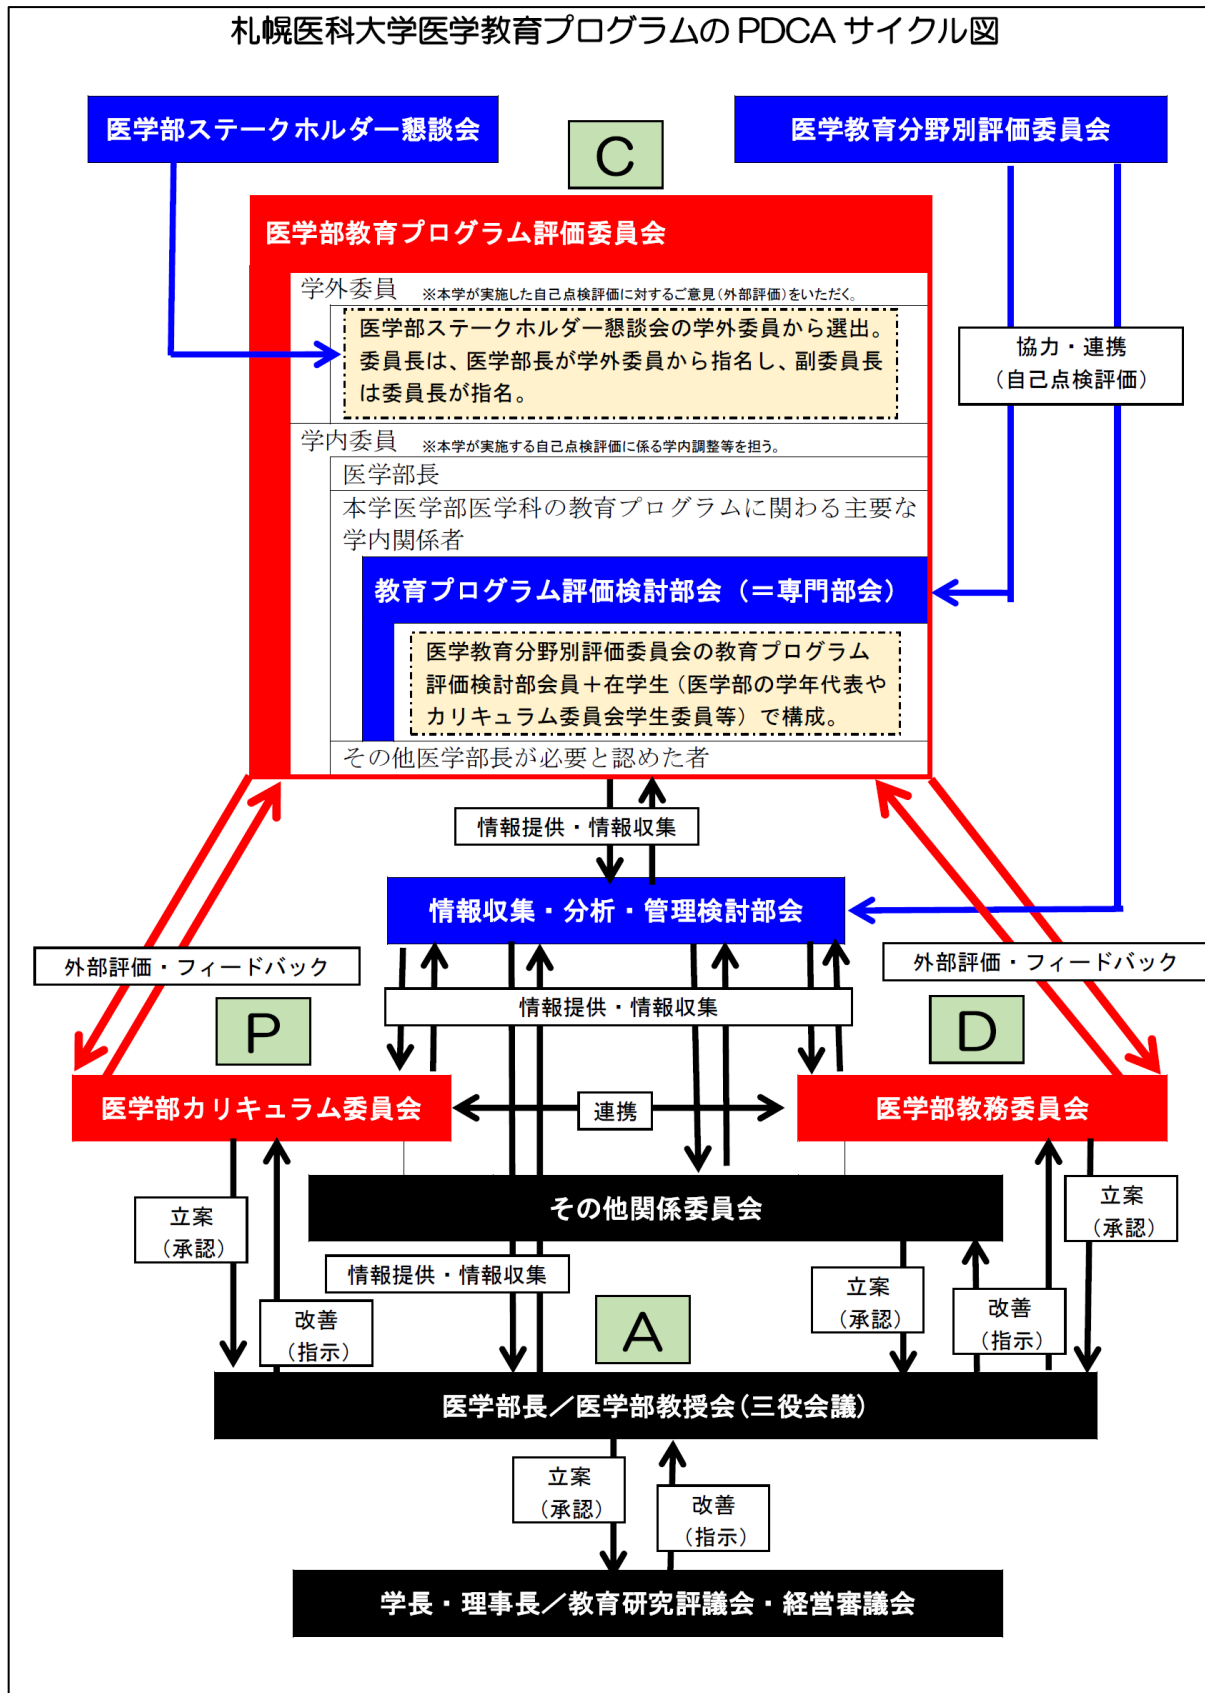 札幌医科大学医学教育プログラムのPDCAサイクル図
医学部ステークホルダー懇談会
医学教育分野別評価委員会
C
医学部教育プログラム評価委員会
学外委員 ※本学が実施した自己点検評価に対するご意見(外部評価)をいただく。
医学部ステークホルダー懇談会の学外委員から選出。
委員長は、医学部長が学外委員から指名し、副委員長
は委員長が指名。
協力・連携
(自己点検評価)
学内委員 ※本学が実施する自己点検評価に係る学内調整等を担う。
医学部長
本学医学部医学科の教育プログラムに関わる主要な
学内関係者
教育プログラム評価検討部会(=専門部会)
医学教育分野別評価委員会の教育プログラム
評価検討部会員+在学生(医学部の学年代表や
カリキュラム委員会学生委員等)で構成。
その他医学部長が必要と認めた者
情報提供・情報収集
情報収集・分析・管理検討部会
外部評価・フィードバック
外部評価・フィードバック
情報提供・情報収集
P
D
医学部カリキュラム委員会
連携
医学部教務委員会
立案
(承認)
その他関係委員会
立案
(承認)
情報提供・情報収集
改善
(指示)
A
立案
(承認)
改善
(指示)
医学部長/医学部教授会(三役会議)
立案
(承認)
改善
(指示)
学長・理事長/教育研究評議会・経営審議会